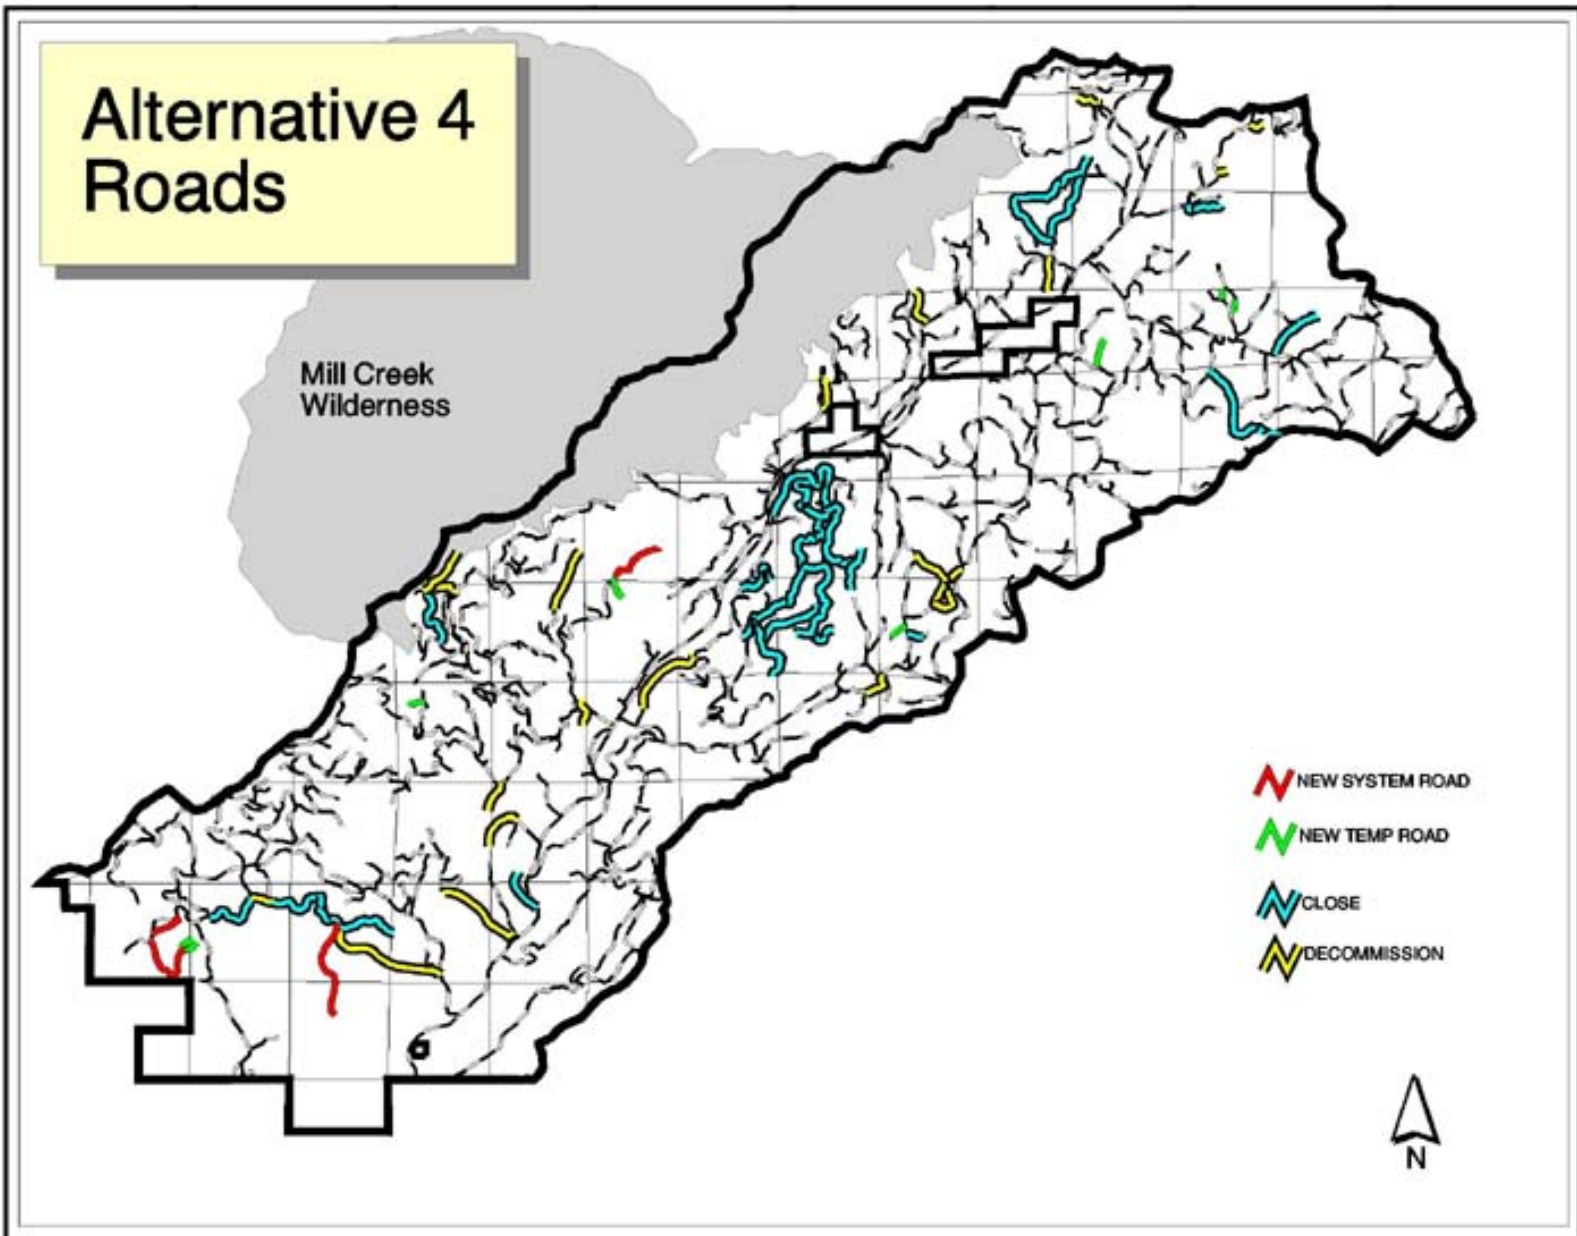 Alternative 4
Roads
Mill Creek
Wilderness
NEW SYSTEM ROAD
NEW TEMP ROAD
CLOSE
DECOMMISSION
N